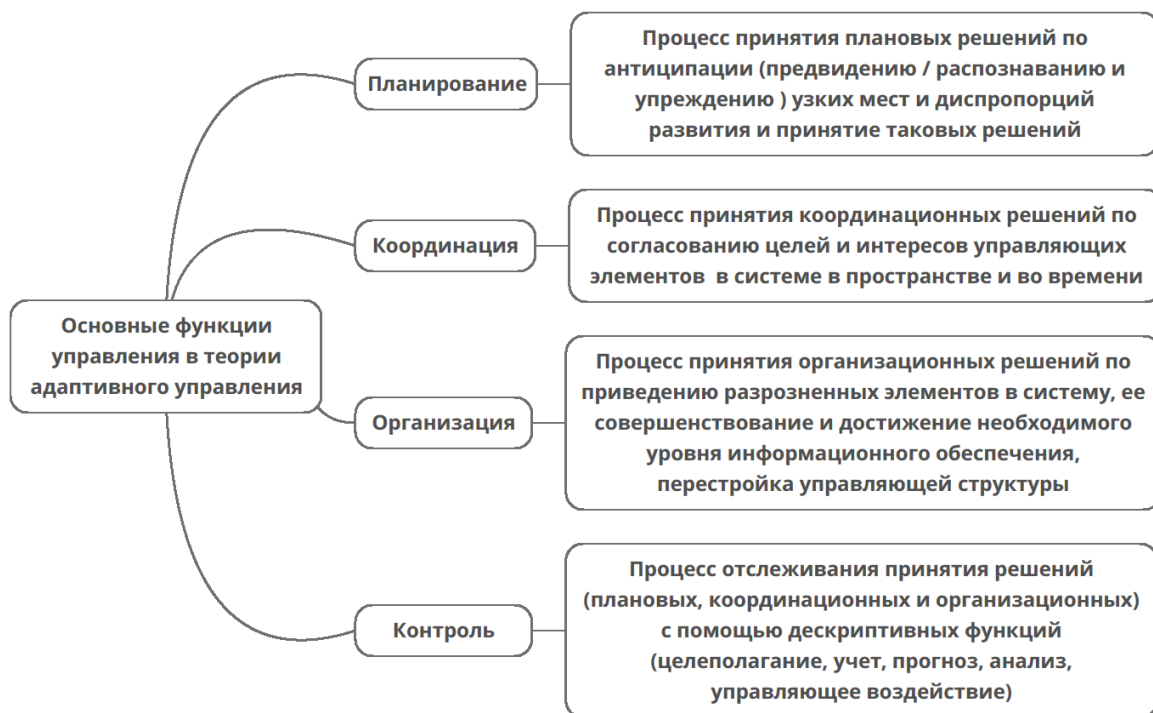 Основные функции
управления в теории
адаптивного управления
Планирование
Процесс принятия плановых решений по
антиципации (предвидению / распознаванию и
упреждению ) узких мест и диспропорций
развития и принятие таковых решений
Координация
Процесс принятия координационных решений по
согласованию целей и интересов управляющих
элементов  в системе в пространстве и во времени
Организация
Процесс принятия организационных решений по
приведению разрозненных элементов в систему, ее
совершенствование и достижение необходимого
уровня информационного обеспечения,
перестройка управляющей структуры
Контроль
Процесс отслеживания принятия решений
(плановых, координационных и организационных)
с помощью дескриптивных функций
(целеполагание, учет, прогноз, анализ,
управляющее воздействие)